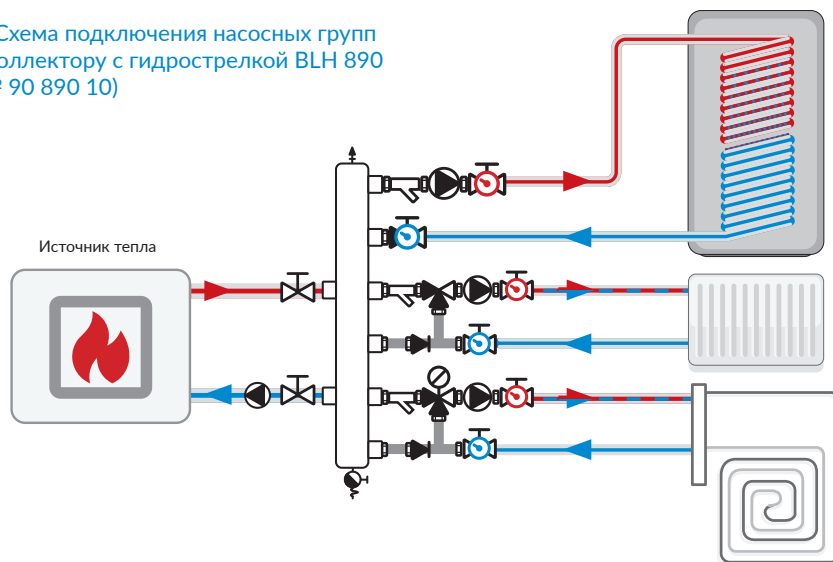 Схема подключения насосных групп
оллектору с гидрострелкой BLH 890
º 90 890 10)
Источник тепла